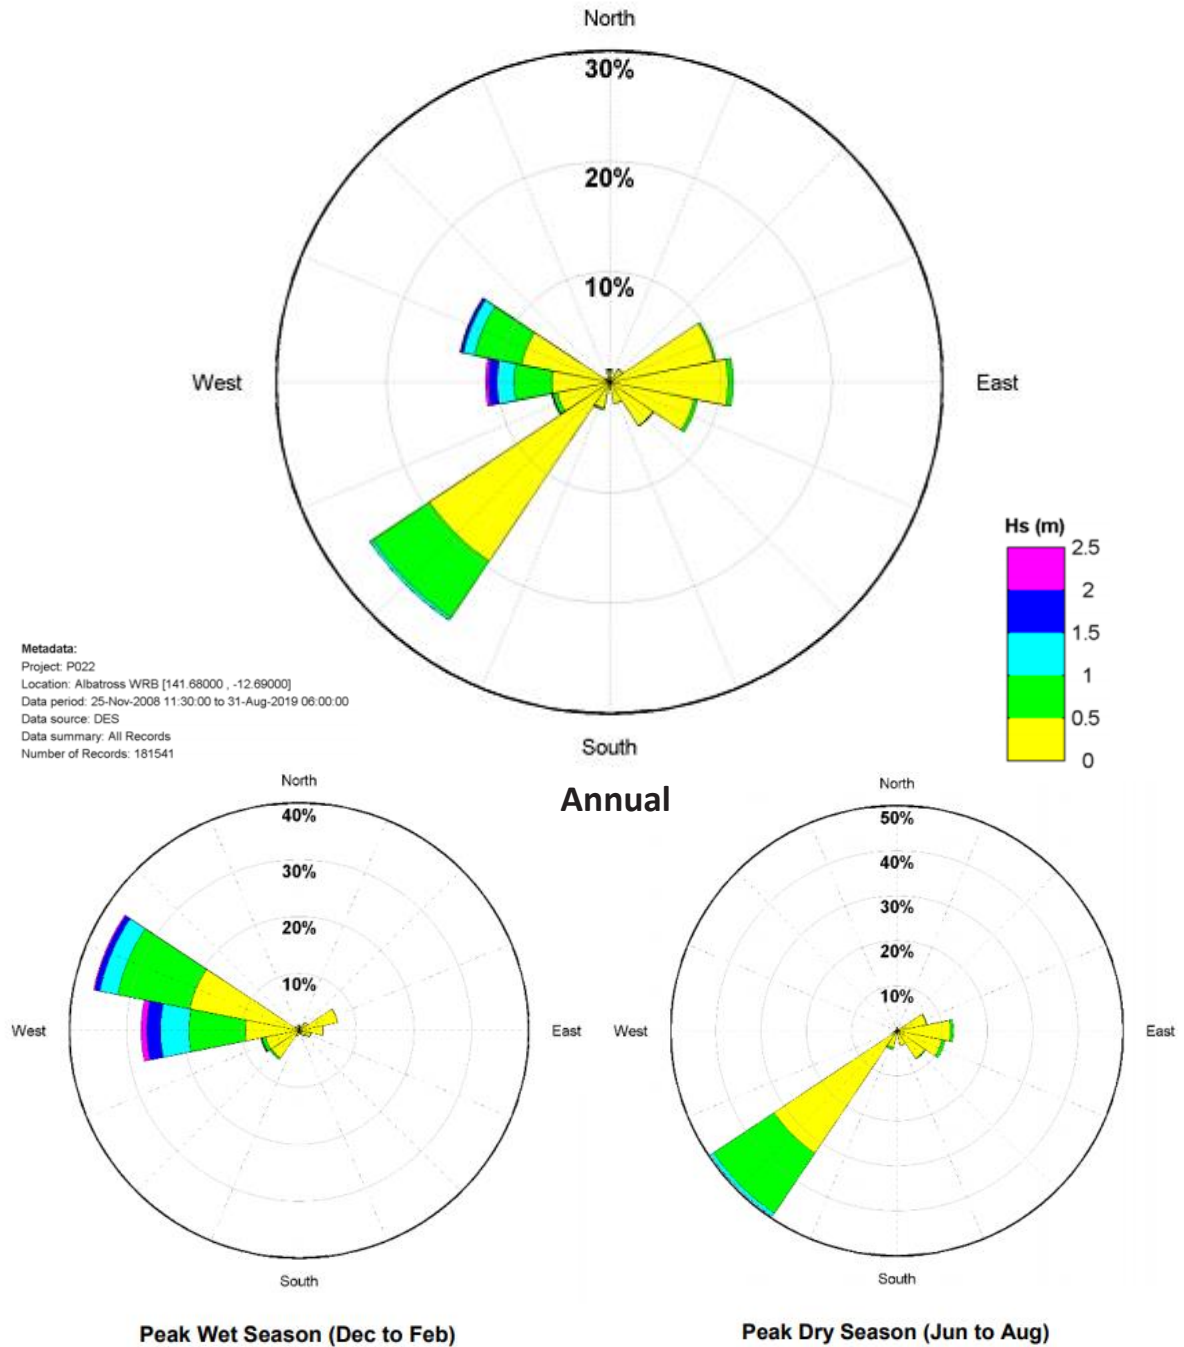 North
30%
20%
10%
West
East
South
Hs (m)
2.5
2
1.5
1
0.5
0
Metadata:
Project: P022
Location: Albatross WRB [141.68000 , -12.69000]
Data period: 25-Nov-2008 11:30:00 to 31-Aug-2019 06:00:00
Data source: DES
Data summary: All Records
Number of Records: 181541
Annual
North
40%
30%
20%
10%
West
East
South
Peak Wet Season (Dec to Feb)
North
50%
40%
30%
20%
10%
West
East
South
Peak Dry Season (Jun to Aug)